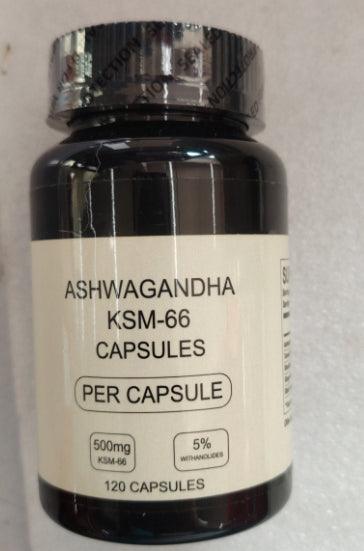 ASHWAGANDHA
KSM-66
CAPSULES
PER CAPSULE
500mg
KSM-66
5%
WITHANOLIDES
120 CAPSULES